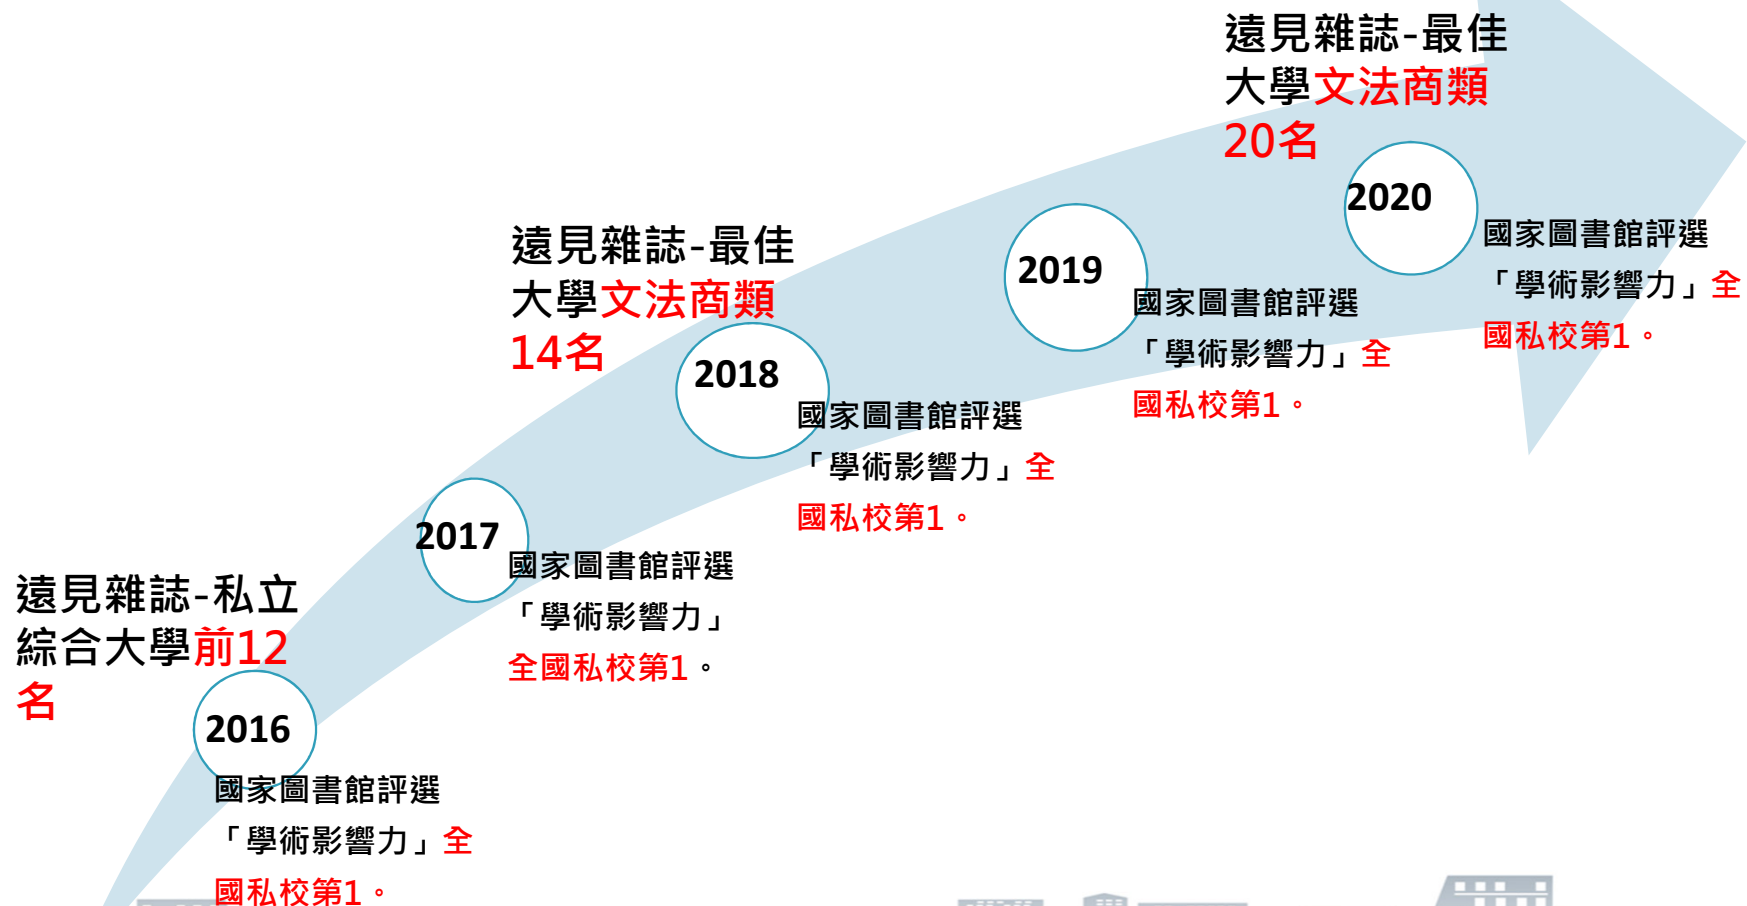 遠見雜誌-私立
綜合大學前12
名
2016
國家圖書館評選
「學術影響力」全
國私校第1。
2017
國家圖書館評選
「學術影響力」
全國私校第1。
遠見雜誌-最佳
大學文法商類
14名
2018
國家圖書館評選
「學術影響力」全
國私校第1。
2019
國家圖書館評選
「學術影響力」全
國私校第1。
遠見雜誌-最佳
大學文法商類
20名
2020
國家圖書館評選
「學術影響力」全
國私校第1。